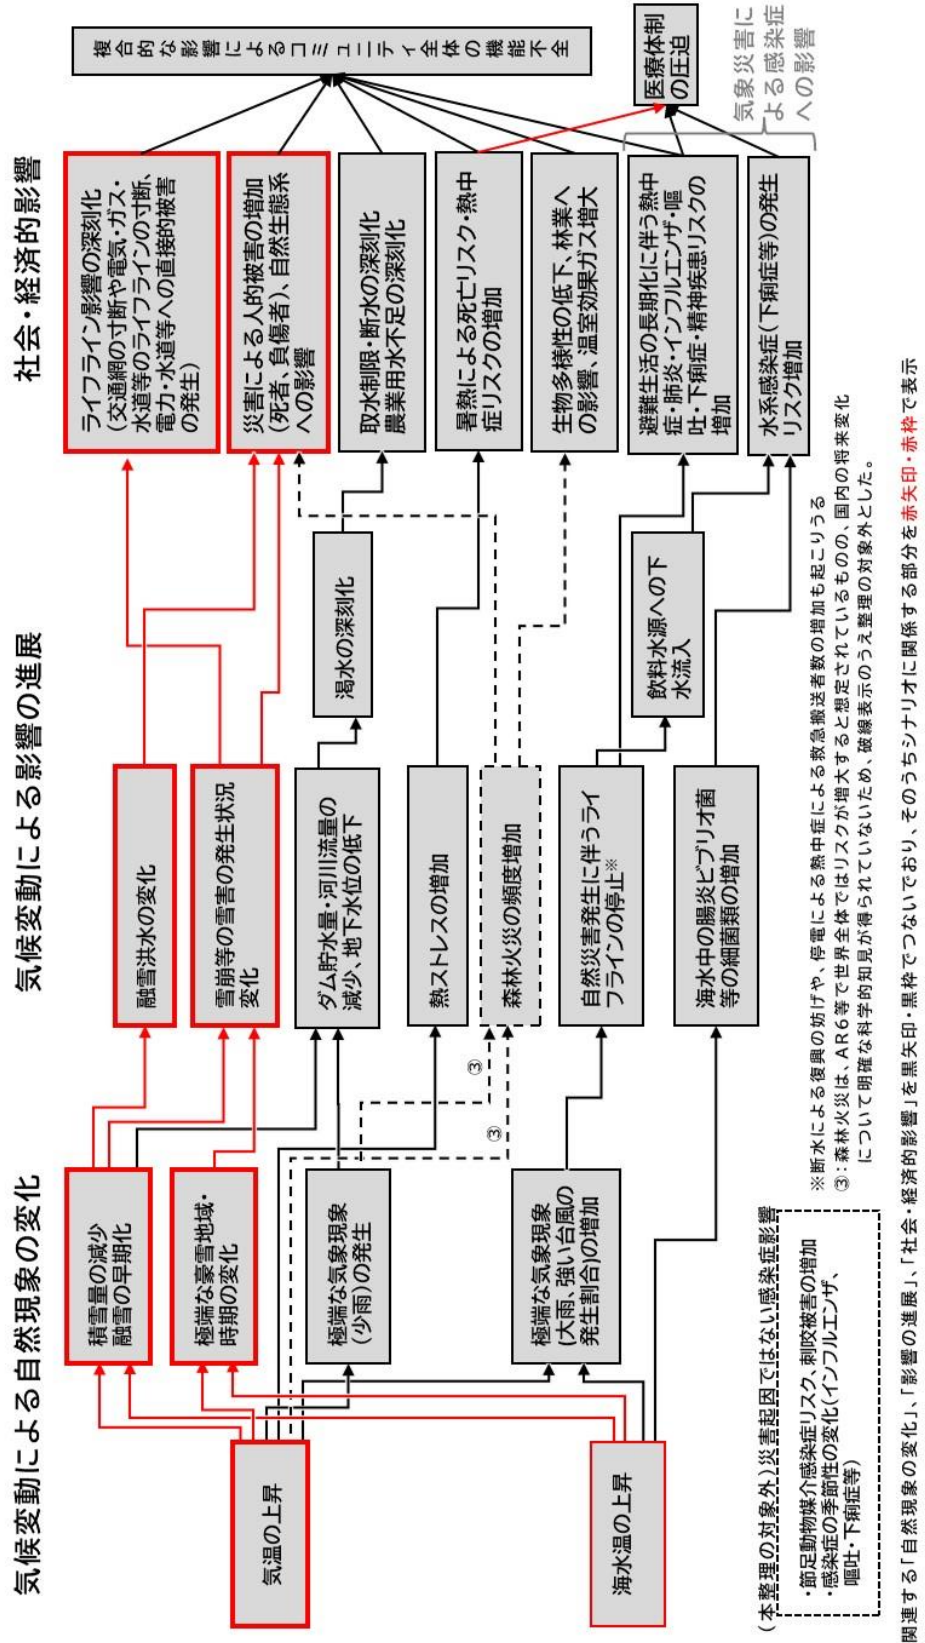 気候変動による自然現象の変化
気候変動による影響の進展
社会・経済的影響
気温の上昇
海水温の上昇
積雪量の減少
融雪の早期化
極端な豪雪地域・
時期の変化
極端な気象現象
(少雨)の発生
極端な気象現象
(大雨、強い台風の
発生割合)の増加
融雪洪水の変化
雪崩等の雪害の発生状況
変化
ダム貯水量・河川流量の
減少、地下水位の低下
熱ストレスの増加
森林火災の頻度増加
自然災害発生に伴うライ
フラインの停止※
海水中の腸炎ビブリオ菌
等の細菌類の増加
③
③
渇水の深刻化
飲料水源への下
水流入
ライフライン影響の深刻化
(交通網の寸断や電気・ガス・
水道等のライフラインの寸断、
電力・水道等への直接的被害
の発生)
災害による人的被害の増加
(死者、負傷者)、自然生態系
への影響
取水制限・断水の深刻化
農業用水不足の深刻化
暑熱による死亡リスク・熱中
症リスクの増加
生物多様性の低下、林業へ
の影響、温室効果ガス増大
避難生活の長期化に伴う熱中
症・肺炎・インフルエンザ・嘔
吐・下痢症・精神疾患リスクの
増加
水系感染症(下痢症等)の発生
リスク増加
複合的な影響によるコミュニティ全体の機能不全
医療体制
の圧迫
気象災害に
よる感染症
への影響
(本整理の対象外)災害起因ではない感染症影響
・節足動物媒介感染症リスク、刺咬被害の増加
・感染症の季節性の変化(インフルエンザ、
嘔吐・下痢症等)
※断水による復興の妨げや、停電による熱中症による救急搬送者数の増加も起こりうる
③:森林火災は、AR6等で世界全体ではリスクが増大すると想定されているものの、国内の将来変化
について明確な科学的知見が得られていないため、破線表示のうえ整理の対象外とした。
関連する「自然現象の変化」、「影響の進展」、「社会・経済的影響」を黒矢印・黒枠でつないでおり、そのうちシナリオに関係する部分を赤矢印・赤枠で表示